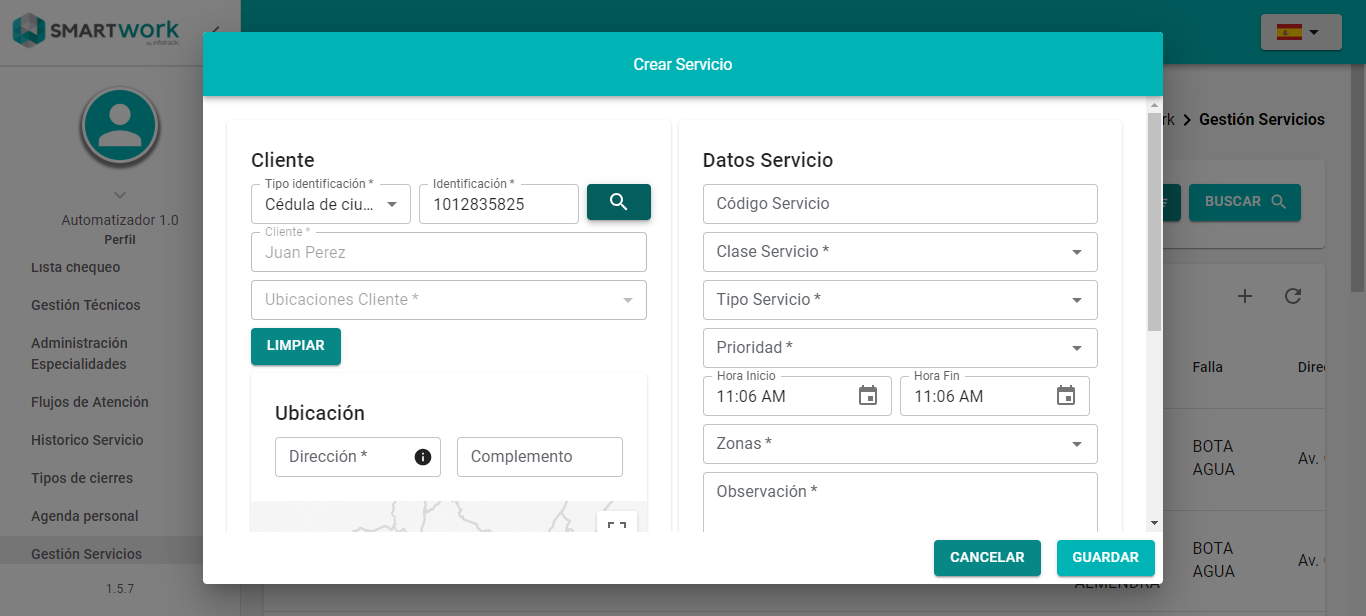 SMARTWORK
by infotrack
Crear Servicio
rk > Gestión Servicios
Automatizador 1.0
Perfil
Lista chequeo
Gestión Técnicos
Administración
Especialidades
Flujos de Atención
Historico Servicio
Tipos de cierres
Agenda personal
Gestión Servicios
1.5.7
Cliente
Tipo identificación *
Cédula de ciu...
Identificación *
1012835825
Cliente *
Juan Perez
Ubicaciones Cliente *
LIMPIAR
Ubicación
Dirección *
Complemento
Datos Servicio
Código Servicio
Clase Servicio *
Tipo Servicio *
Prioridad *
Hora Inicio
11:06 AM
Hora Fin
11:06 AM
Zonas *
Observación *
CANCELAR
GUARDAR
BUSCAR
Falla
BOTA
AGUA
Av.
BOTA
AGUA
Av.
ALMENDRA